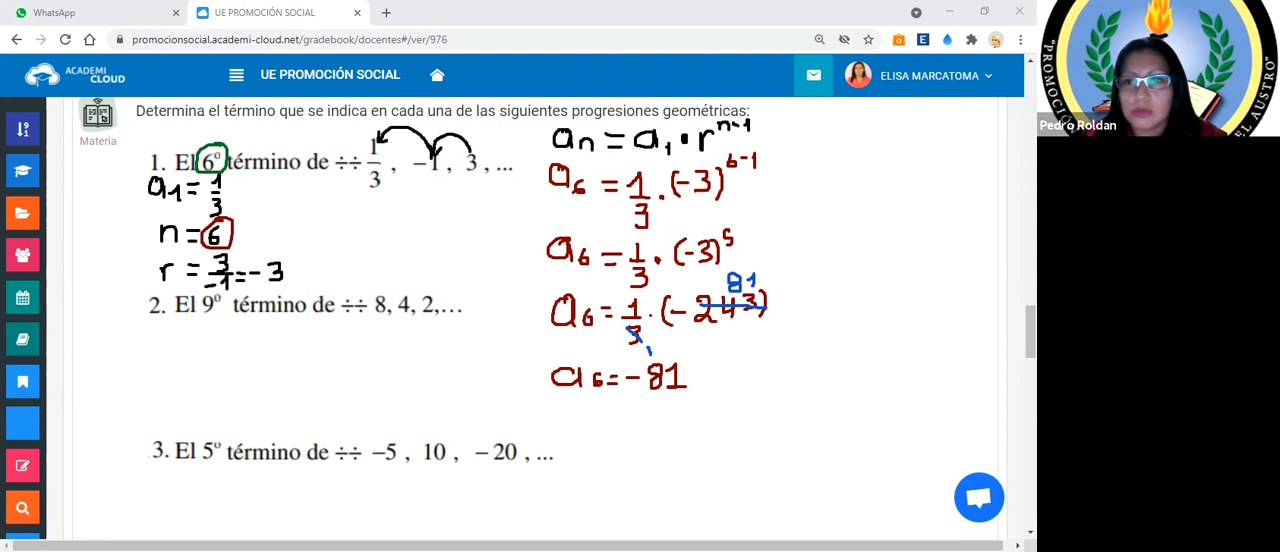 WhatsApp
UE PROMOCIÓN SOCIAL
promocionsocial.academi-cloud.net/gradebook/docentes#/ver/976
ACADEMI
CLOUD
UE PROMOCIÓN SOCIAL
ELISA MARCATOMA
Materia
Determina el término que se indica en cada una de las siguientes progresiones geométricas:
1. El 6º término de ÷÷ 1/3 , −1 , 3 , ...
a1 = 1/3
n = 6
r = 3/−1 = −3
an = a1 · r^n−1
a6 = 1/3 · (−3)^6−1
a6 = 1/3 · (−3)^5
81
a6 = 1/3 · (−243)
1
a6 = −81
2. El 9º término de ÷÷ 8, 4, 2,...
3. El 5º término de ÷÷ −5 , 10 , −20 , ...
Pedro Roldan